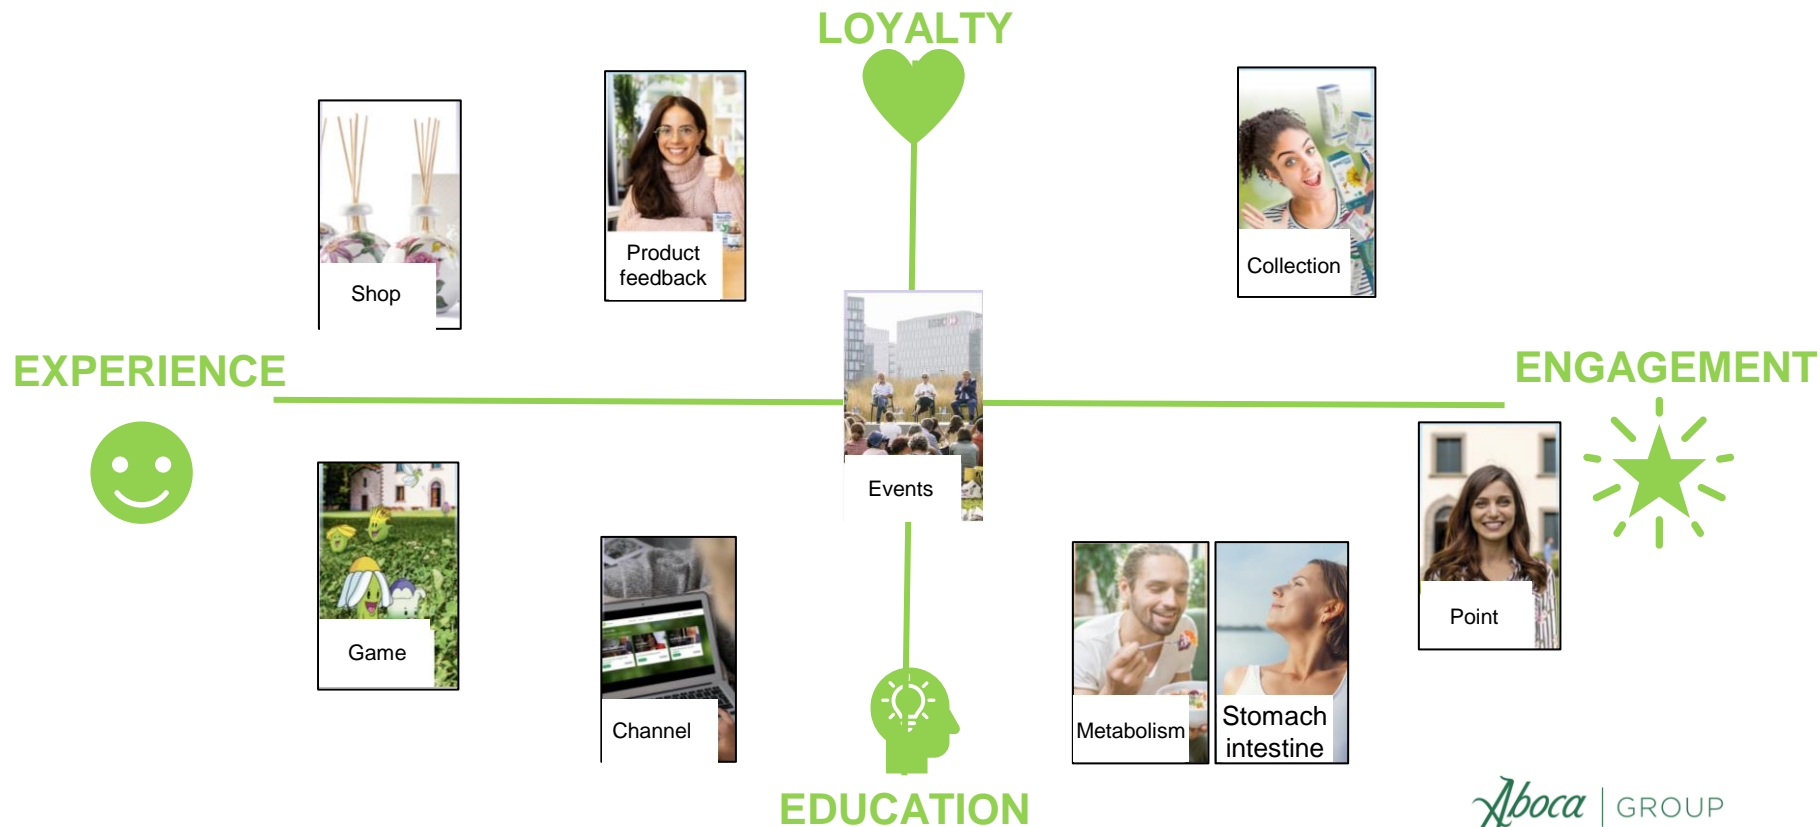 LOYALTY
Product
feedback
Collection
Shop
EXPERIENCE
ENGAGEMENT
Events
Point
Game
Channel
Metabolism
Stomach
intestine
EDUCATION
Aboca | GROUP